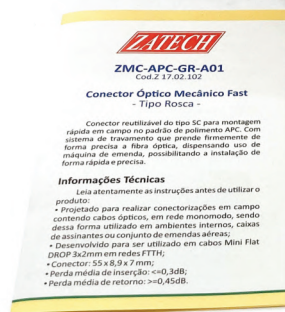 ZATECH
ZMC-APC-GR-A01
Cod.Z 17.02.102
Conector Óptico Mecânico Fast
- Tipo Rosca -
Conector reutilizável do tipo SC para montagem
rápida em campo no padrão de polimento APC. Com
sistema de travamento que prende firmemente de
forma precisa a fibra óptica, dispensando uso de
máquina de emenda, possibilitando a instalação de
forma rápida e precisa.
Informações Técnicas
Leia atentamente as instruções antes de utilizar o
produto:
• Projetado para realizar conectorizações em campo
contendo cabos ópticos, em rede monomodo, sendo
dessa forma utilizado em ambientes internos, caixas
de assinantes ou conjunto de emendas aéreas;
• Desenvolvido para ser utilizado em cabos Mini Flat
DROP 3x2mm em redes FTTH;
• Conector: 55 x 8,9 x 7 mm;
• Perda média de inserção: <=0,3dB;
• Perda média de retorno: >=0,45dB.